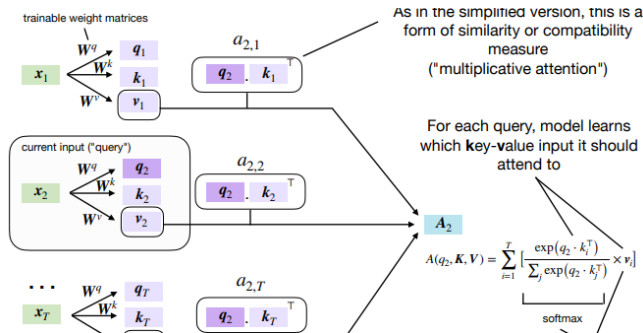 trainable weight matrices
As in the simplified version, this is a
form of similarity or compatibility
measure
("multiplicative attention")
W^q q_1
x_1 W^k k_1
W^v v_1
a_{2,1}
q_2 . k_1^⊤
For each query, model learns
which key-value input it should
attend to
current input ("query")
W^q q_2
x_2 W^k k_2
W^v v_2
a_{2,2}
q_2 . k_2^⊤
A_2
A(q_2, K, V) = \sum_{i=1}^{T} [\frac{exp(q_2 · k_i^⊤)}{\sum_j exp(q_2 · k_j^⊤)} × v_i]
softmax
...
W^q q_T
x_T W^k k_T
W^v
a_{2,T}
q_2 . k_T^⊤